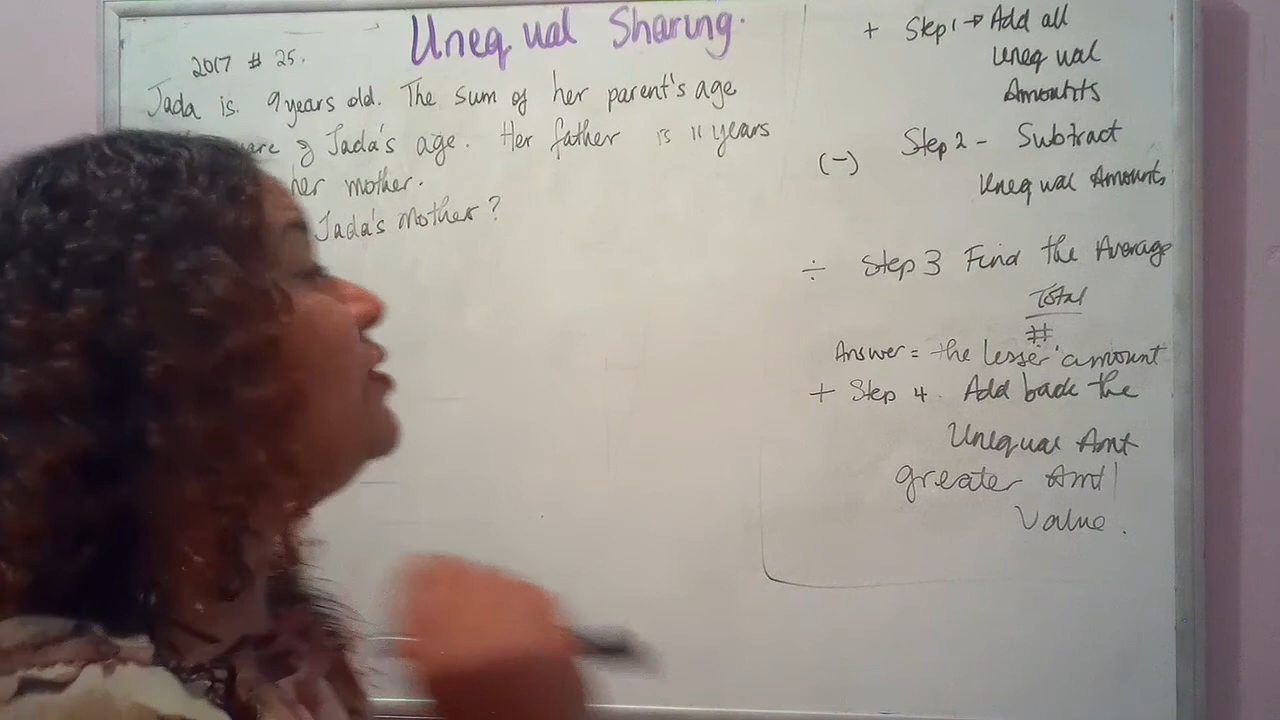 Unequal Sharing.
2017 # 25.
Jada is 9 years old. The sum of her parent's age
of Jada's age. Her father is 11 years
her mother.
Jada's mother?
+ Step 1 → Add all
unequal
Amounts
(-) Step 2 - Subtract
Unequal Amounts
÷ Step 3 Find the Average
Total
#
Answer = the lesser amount
+ Step 4. Add back the
Unequal Amt
greater Amt/
Value.